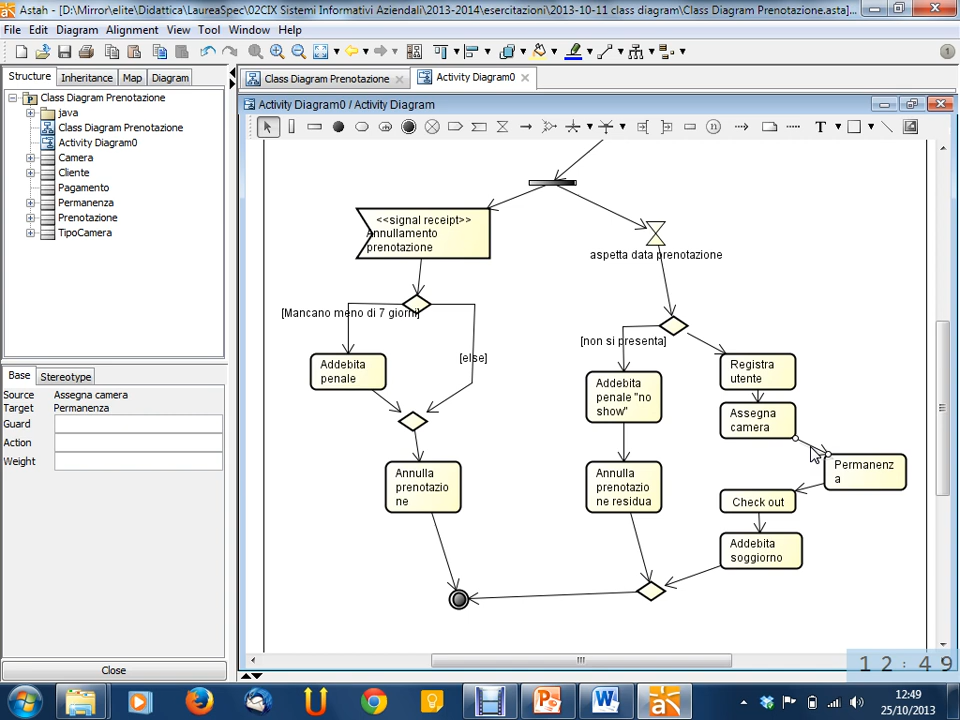 Astah - [D:\Mirror\elite\Didattica\LaureaSpec\02CIX Sistemi Informativi Aziendali\2013-2014\esercitazioni\2013-10-11 class diagram\Class Diagram Prenotazione.asta]...
File Edit Diagram Alignment View Tool Window Help
Structure Inheritance Map Diagram
Class Diagram Prenotazione
java
Class Diagram Prenotazione
Activity Diagram0
Camera
Cliente
Pagamento
Permanenza
Prenotazione
TipoCamera
Base Stereotype
Source Assegna camera
Target Permanenza
Guard
Action
Weight
Close
Class Diagram Prenotazione Activity Diagram0
Activity Diagram0 / Activity Diagram
<<signal receipt>>
Annullamento
prenotazione
aspetta data prenotazione
[Mancano meno di 7 giorni]
[else]
Addebita
penale
Annulla
prenotazio
ne
[non si presenta]
Addebita
penale "no
show"
Annulla
prenotazio
ne residua
Registra
utente
Assegna
camera
Permanenz
a
Check out
Addebita
soggiorno
12:49
12:49
25/10/2013